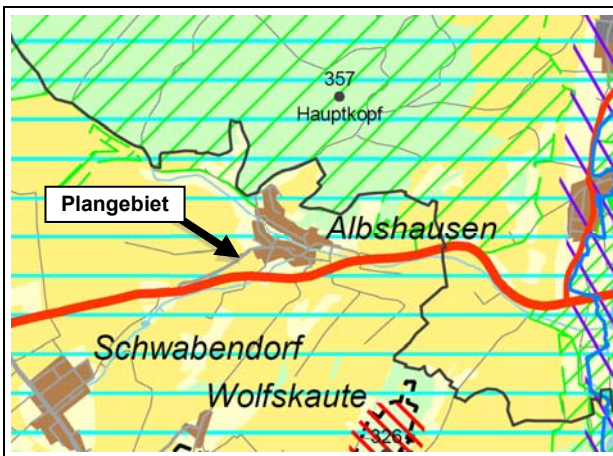 357
Hauptkopf
Plangebiet
Albshausen
Schwabendorf
Wolfskaute
326